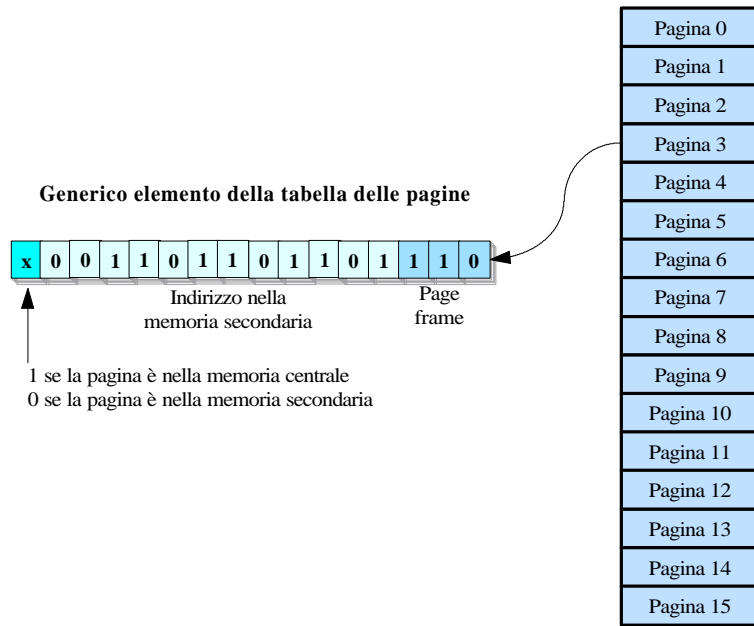 Generico elemento della tabella delle pagine
x 0 0 1 1 0 1 1 0 1 1 0 1 1 1 0
Indirizzo nella
memoria secondaria
Page
frame
1 se la pagina è nella memoria centrale
0 se la pagina è nella memoria secondaria
Pagina 0
Pagina 1
Pagina 2
Pagina 3
Pagina 4
Pagina 5
Pagina 6
Pagina 7
Pagina 8
Pagina 9
Pagina 10
Pagina 11
Pagina 12
Pagina 13
Pagina 14
Pagina 15